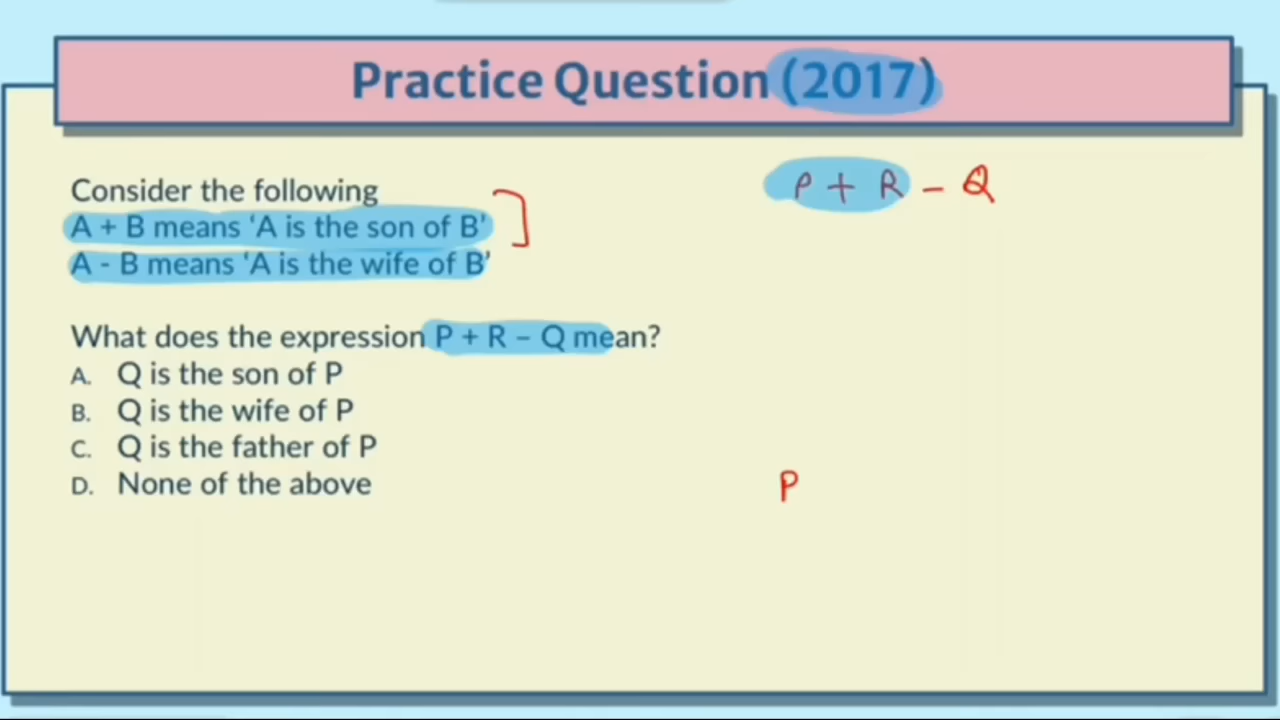 Practice Question (2017)
Consider the following
A + B means ‘A is the son of B’
A - B means ‘A is the wife of B’
P + R - Q
What does the expression P + R – Q mean?
A. Q is the son of P
B. Q is the wife of P
C. Q is the father of P
D. None of the above
P